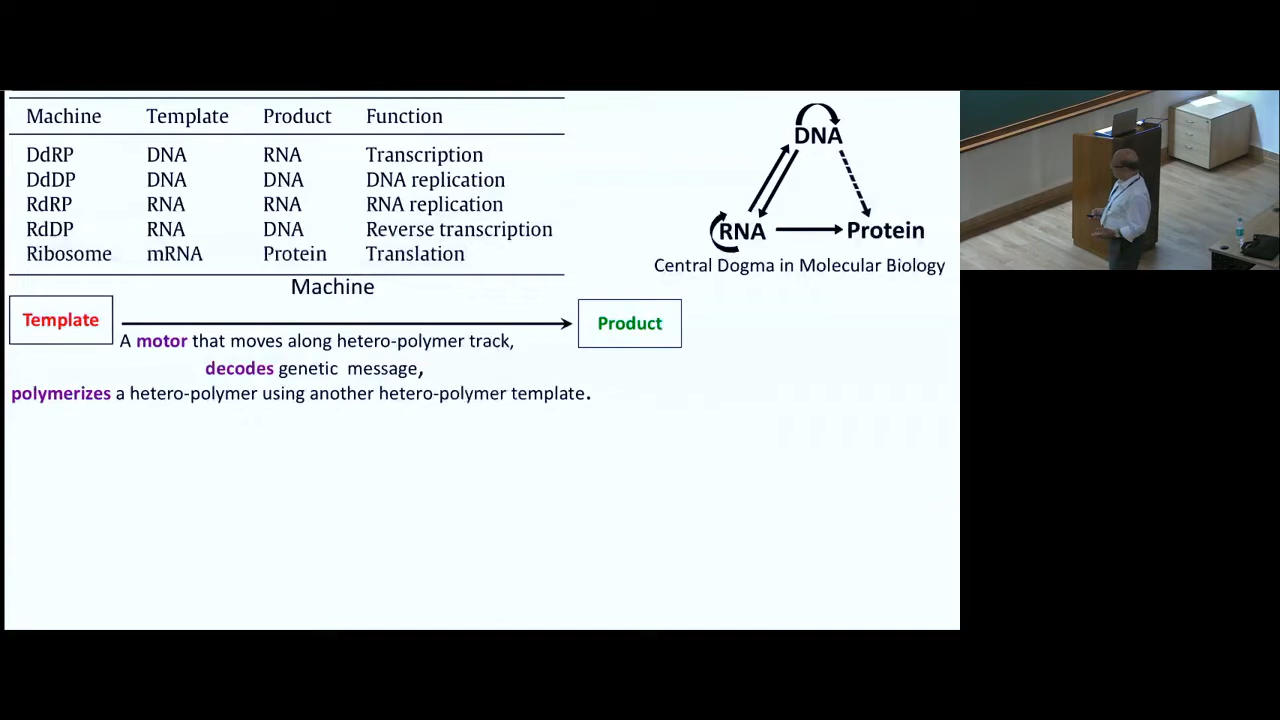 Machine Template Product Function
DdRP DNA RNA Transcription
DdDP DNA DNA DNA replication
RdRP RNA RNA RNA replication
RdDP RNA DNA Reverse transcription
Ribosome mRNA Protein Translation
DNA
RNA Protein
Central Dogma in Molecular Biology
Machine
Template Product
A motor that moves along hetero-polymer track,
decodes genetic message,
polymerizes a hetero-polymer using another hetero-polymer template.